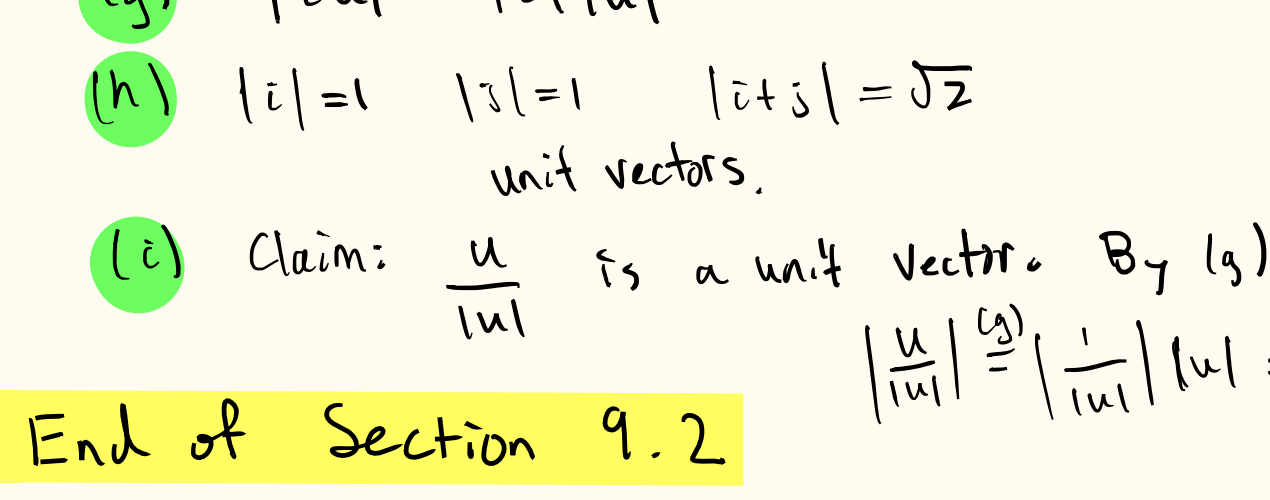 (h) |i|=1 |j|=1 |i+j| = √2
unit vectors.
(i) Claim: u/|u| is a unit vector. By (g)
|u/|u|| (g)= |1/|u|| |u| =
End of Section 9.2